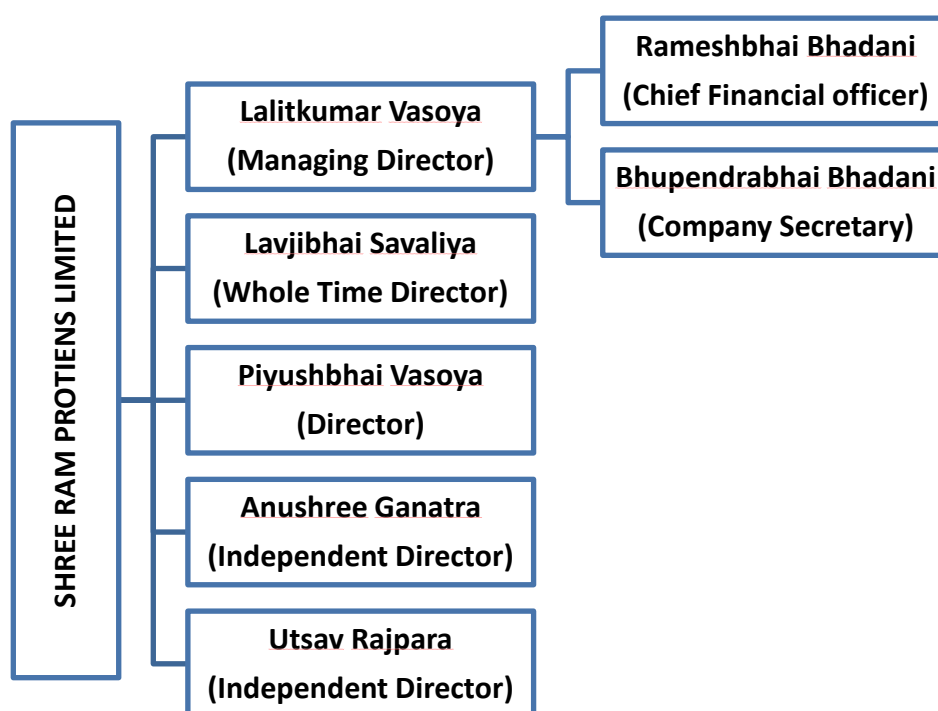 SHREE RAM PROTIENS LIMITED
Lalitkumar Vasoya
(Managing Director)
Rameshbhai Bhadani
(Chief Financial officer)
Bhupendrabhai Bhadani
(Company Secretary)
Lavjibhai Savaliya
(Whole Time Director)
Piyushbhai Vasoya
(Director)
Anushree Ganatra
(Independent Director)
Utsav Rajpara
(Independent Director)